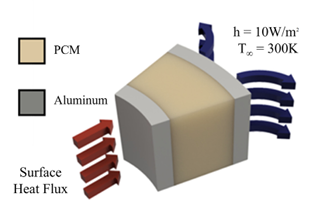 h = 10W/m²
T∞ = 300K
PCM
Aluminum
Surface
Heat Flux